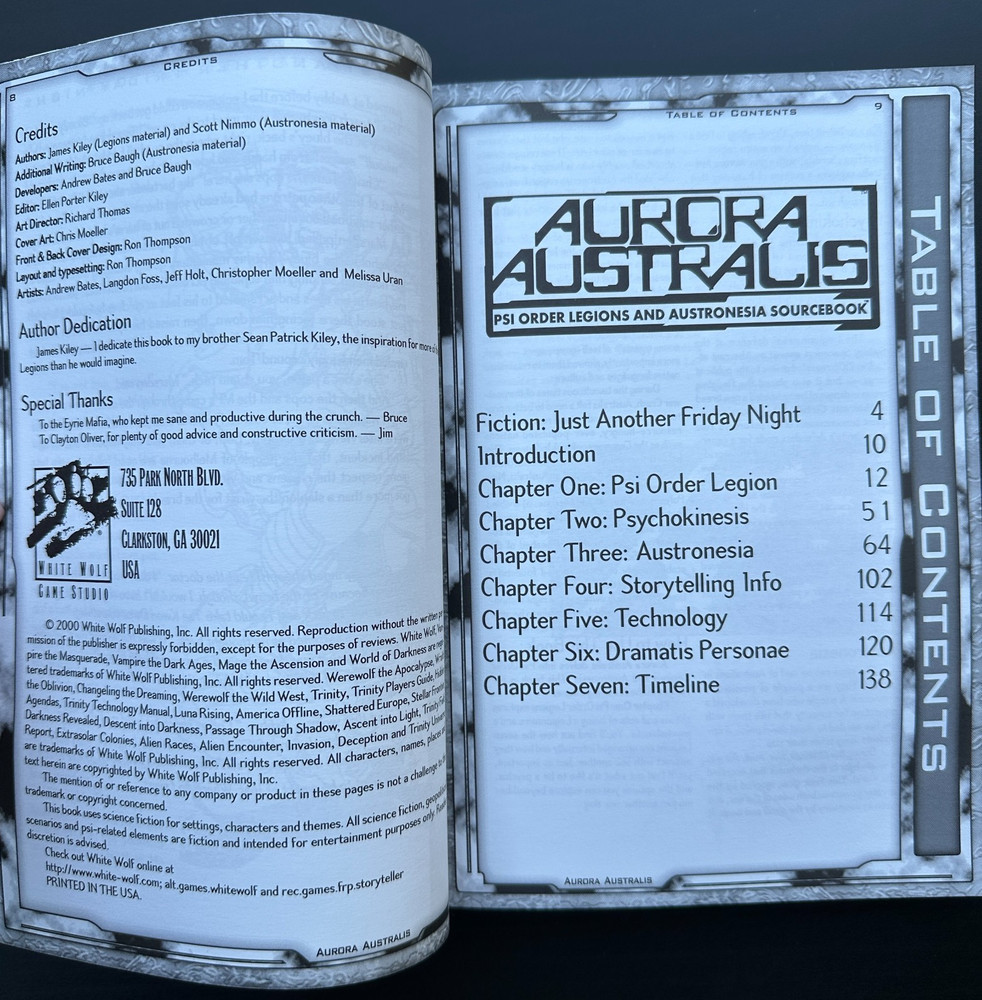 CREDITS
8
Credits
Authors: James Kiley (Legions material) and Scott Nimmo (Austronesia material)
Additional Writing: Bruce Baugh (Austronesia material)
Developers: Andrew Bates and Bruce Baugh
Editor: Ellen Porter Kiley
Art Director: Richard Thomas
Cover Art: Chris Moeller
Front & Back Cover Design: Ron Thompson
Layout and typesetting: Ron Thompson
Artists: Andrew Bates, Langdon Foss, Jeff Holt, Christopher Moeller and Melissa Uran
Author Dedication
James Kiley — I dedicate this book to my brother Sean Patrick Kiley, the inspiration for more
Legions than he would imagine.
Special Thanks
To the Eyrie Mafia, who kept me sane and productive during the crunch. — Bruce
To Clayton Oliver, for plenty of good advice and constructive criticism. — Jim
735 PARK NORTH BLVD.
SUITE 128
CLARKSTON, GA 30021
USA
WHITE WOLF
GAME STUDIO
© 2000 White Wolf Publishing, Inc. All rights reserved. Reproduction without the written
mission of the publisher is expressly forbidden, except for the purposes of reviews. White Wolf,
pire the Masquerade, Vampire the Dark Ages, Mage the Ascension and World of Darkness are
tered trademarks of White Wolf Publishing, Inc. All rights reserved. Werewolf the Apocalypse,
the Oblivion, Changeling the Dreaming, Werewolf the Wild West, Trinity, Trinity Players Guide,
Agendas, Trinity Technology Manual, Luna Rising, America Offline, Shattered Europe, Stellar
Darkness Revealed, Descent into Darkness, Passage Through Shadow, Ascent into Light, Trinity
Report, Extrasolar Colonies, Alien Races, Alien Encounter, Invasion, Deception and Trinity
are trademarks of White Wolf Publishing, Inc. All rights reserved. All characters, names, places
text herein are copyrighted by White Wolf Publishing, Inc.
The mention of or reference to any company or product in these pages is not a challenge to
trademark or copyright concerned.
This book uses science fiction for settings, characters and themes. All science fiction,
scenarios and psi-related elements are fiction and intended for entertainment purposes only.
discretion is advised.
Check out White Wolf online at
http://www.white-wolf.com; alt.games.whitewolf and rec.games.frp.storyteller
PRINTED IN THE USA.
AURORA AUSTRALIS
TABLE OF CONTENTS
9
AURORA
AUSTRALIS
PSI ORDER LEGIONS AND AUSTRONESIA SOURCEBOOK
Fiction: Just Another Friday Night 4
Introduction 10
Chapter One: Psi Order Legion 12
Chapter Two: Psychokinesis 51
Chapter Three: Austronesia 64
Chapter Four: Storytelling Info 102
Chapter Five: Technology 114
Chapter Six: Dramatis Personae 120
Chapter Seven: Timeline 138
AURORA AUSTRALIS
TABLE OF CONTENTS